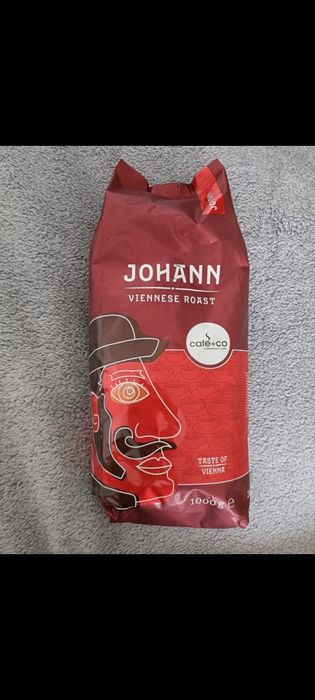 JOHANN
VIENNESE ROAST
café+co
TASTE OF
VIENNA
1000 g e